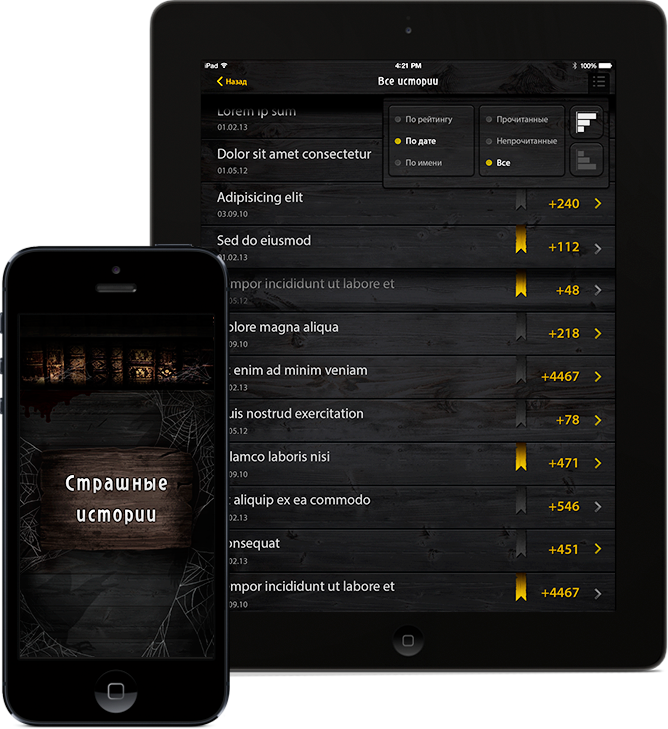 iPad 4:21 PM 100%
Назад Все истории
Lorem ip sum
01.02.13
Dolor sit amet consectetur
01.05.12
По рейтингу
По дате
По имени
Прочитанные
Непрочитанные
Все
Adipisicing elit
03.09.10
+240
Sed do eiusmod
01.02.13
+112
mpor incididunt ut labore et
05.12
+48
olore magna aliqua
09.10
+218
enim ad minim veniam
02.13
+4467
uis nostrud exercitation
05.12
+78
lamco laboris nisi
09.10
+471
t aliquip ex ea commodo
02.13
+546
onsequat
02.13
+451
mpor incididunt ut labore et
09.10
+4467
Страшные
истории